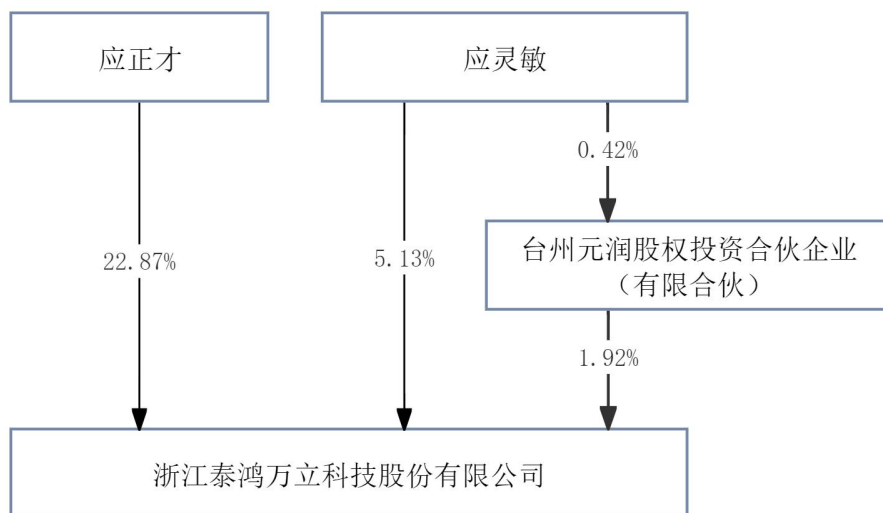 应正才
应灵敏
0.42%
22.87%
5.13%
台州元润股权投资合伙企业
（有限合伙）
1.92%
浙江泰鸿万立科技股份有限公司